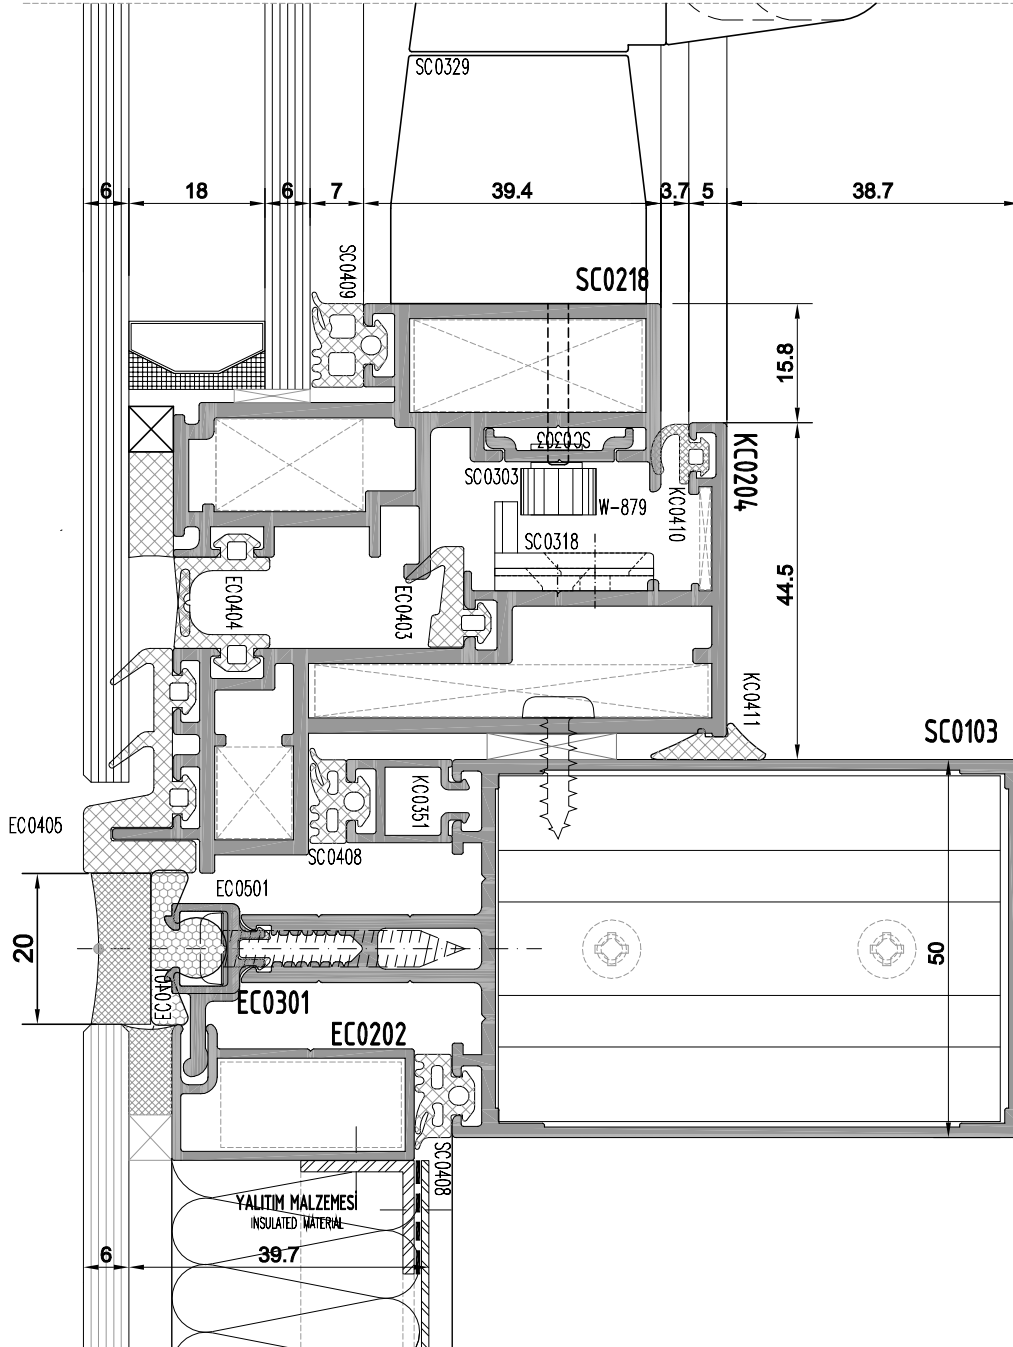 SC0329
6
18
6
7
39.4
3.7
5
38.7
SC0409
SC0218
15.8
SC0303
SC0303
KC0204
W-879
KC0410
SC0318
44.5
EC0404
EC0403
KC0411
SC0103
KC0351
EC0405
SC0408
EC0501
20
50
EC0401
EC0301
EC0202
SC0408
YALITIM MALZEMESİ
INSULATED MATERIAL
6
39.7